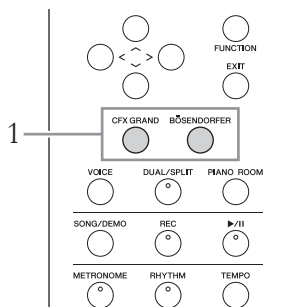 FUNCTION
< >
EXIT
1
CFX GRAND BÖSENDORFER
VOICE DUAL/SPLIT PIANO ROOM
SONG/DEMO REC ▶/II
METRONOME RHYTHM TEMPO